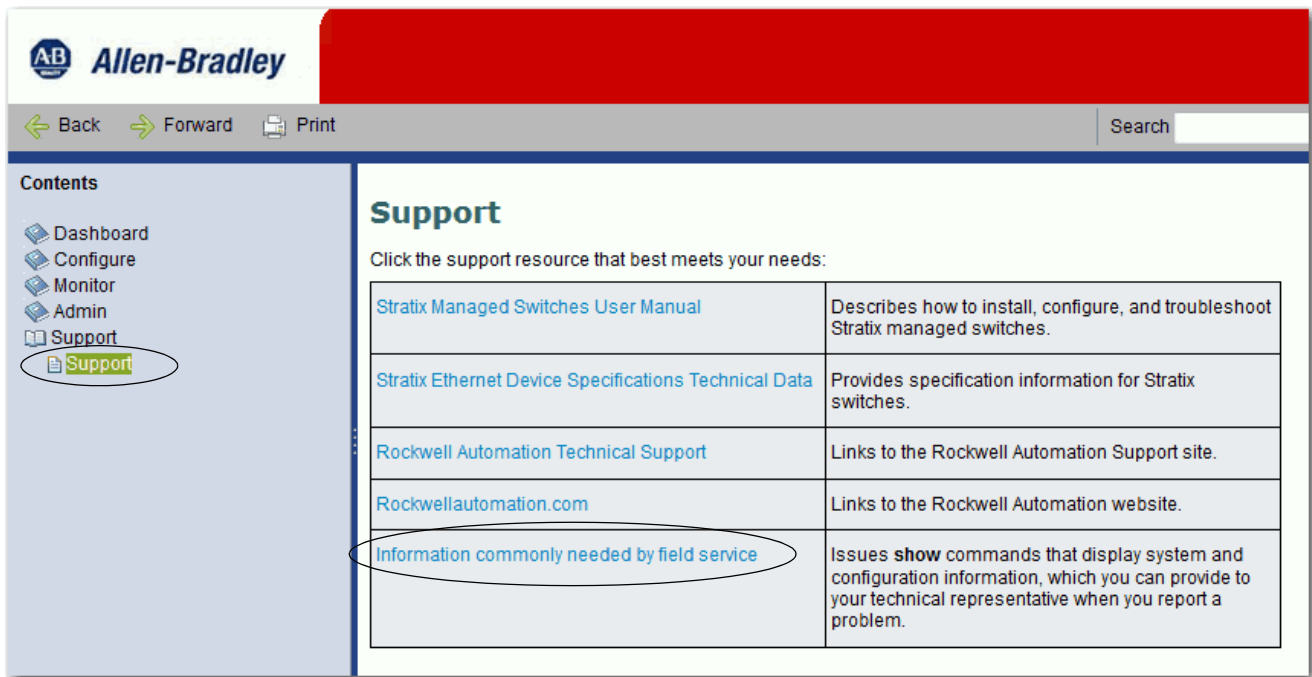 AB
Allen-Bradley
Back Forward Print Search
Contents
Dashboard
Configure
Monitor
Admin
Support
Support
Support
Click the support resource that best meets your needs:
Stratix Managed Switches User Manual
Describes how to install, configure, and troubleshoot
Stratix managed switches.
Stratix Ethernet Device Specifications Technical Data
Provides specification information for Stratix
switches.
Rockwell Automation Technical Support
Links to the Rockwell Automation Support site.
Rockwellautomation.com
Links to the Rockwell Automation website.
Information commonly needed by field service
Issues show commands that display system and
configuration information, which you can provide to
your technical representative when you report a
problem.